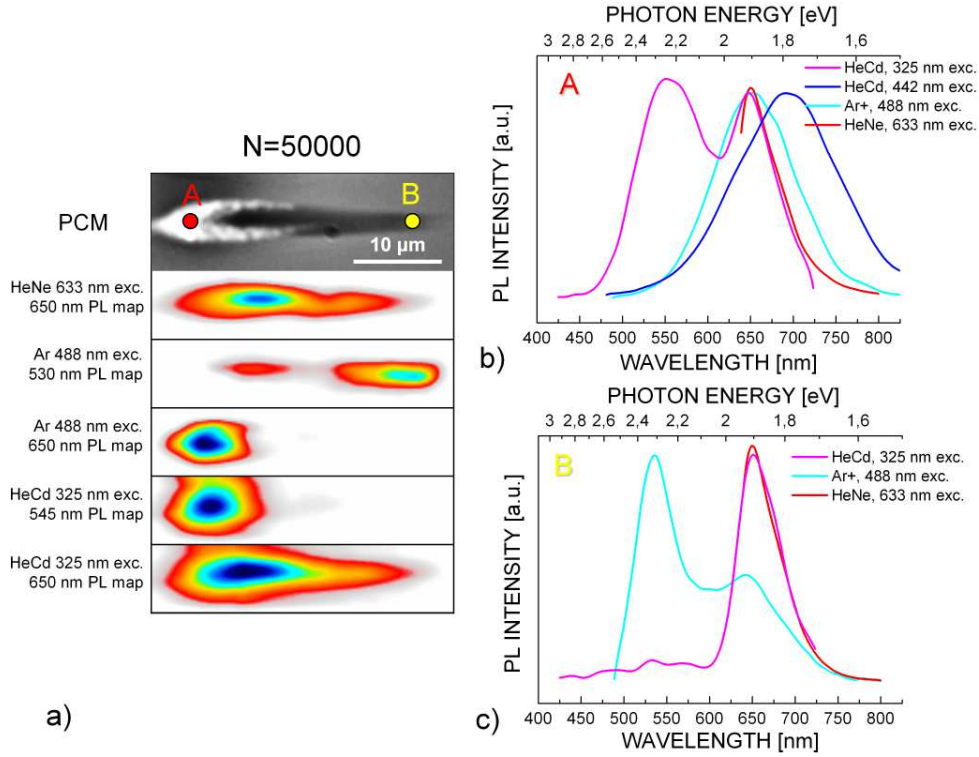 N=50000
PCM
A
B
10 µm
HeNe 633 nm exc.
650 nm PL map
Ar 488 nm exc.
530 nm PL map
Ar 488 nm exc.
650 nm PL map
HeCd 325 nm exc.
545 nm PL map
HeCd 325 nm exc.
650 nm PL map
a)
PHOTON ENERGY [eV]
3 2,8 2,6 2,4 2,2 2 1,8 1,6
A
HeCd, 325 nm exc.
HeCd, 442 nm exc.
Ar+, 488 nm exc.
HeNe, 633 nm exc.
PL INTENSITY [a.u.]
400 450 500 550 600 650 700 750 800
WAVELENGTH [nm]
b)
PHOTON ENERGY [eV]
3 2,8 2,6 2,4 2,2 2 1,8 1,6
B
HeCd, 325 nm exc.
Ar+, 488 nm exc.
HeNe, 633 nm exc.
PL INTENSITY [a.u.]
400 450 500 550 600 650 700 750 800
WAVELENGTH [nm]
c)